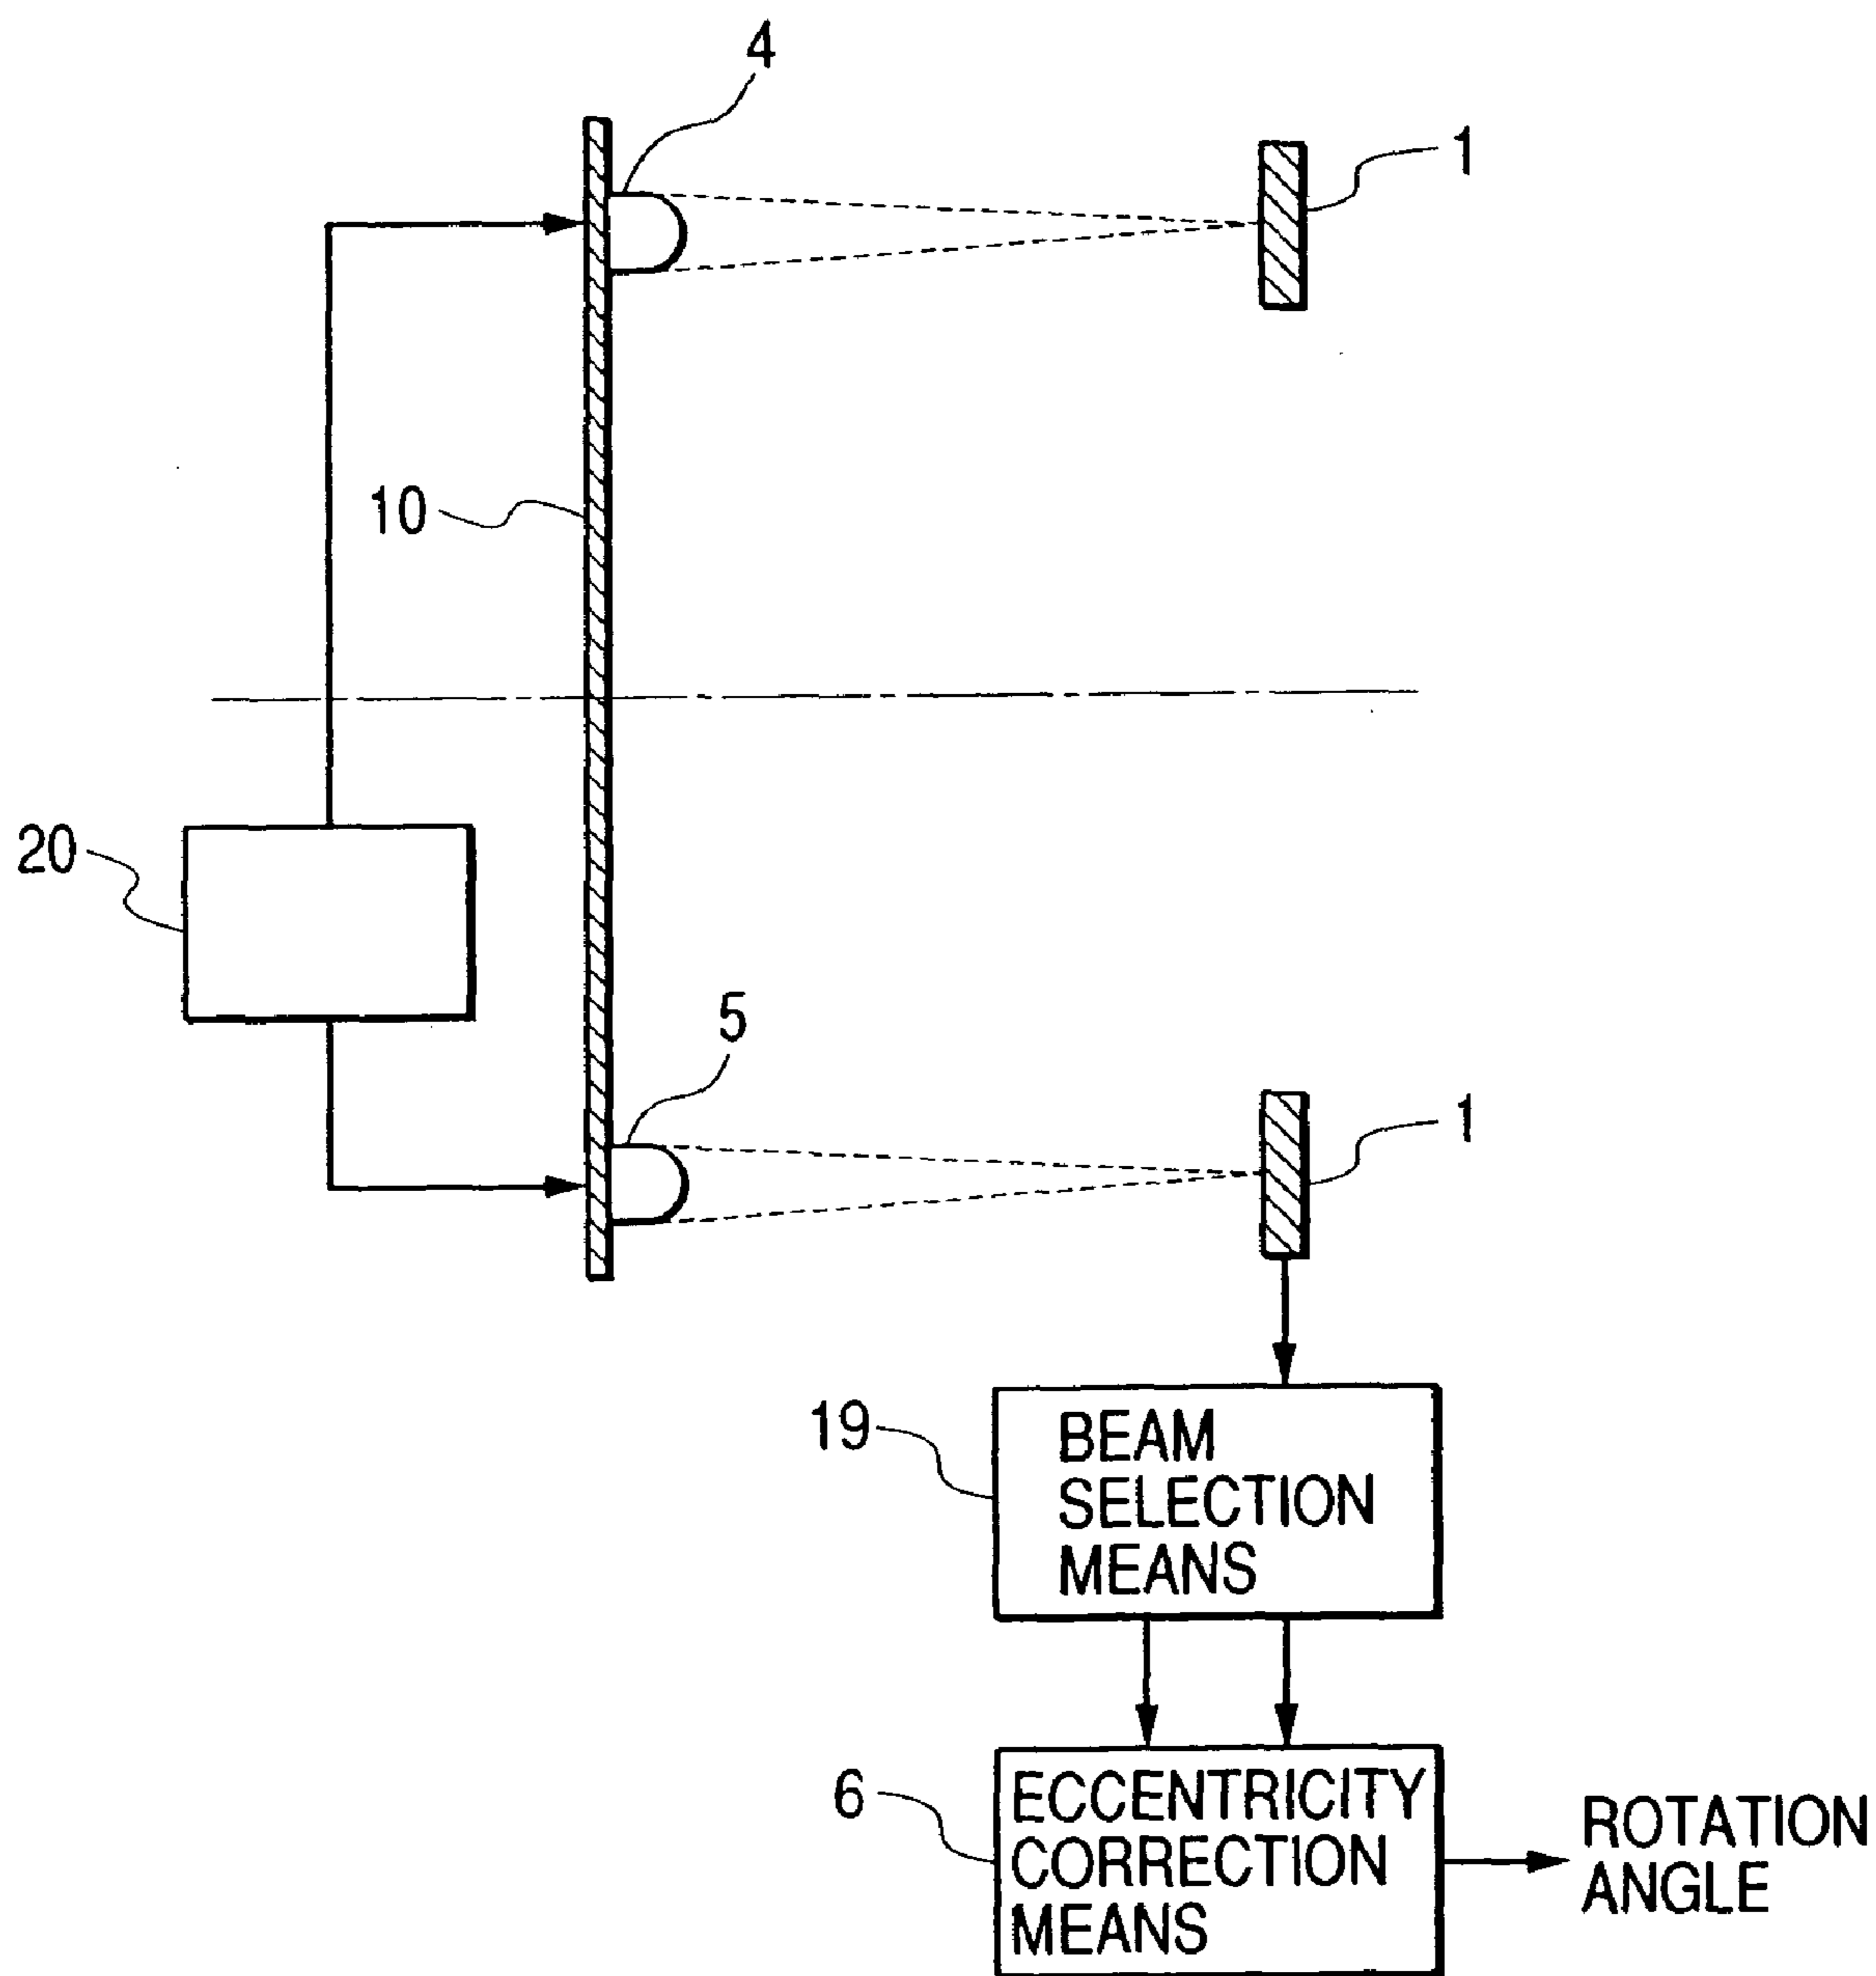 4
1
10
20
5
1
19
BEAM
SELECTION
MEANS
6
ECCENTRICITY
CORRECTION
MEANS
ROTATION
ANGLE